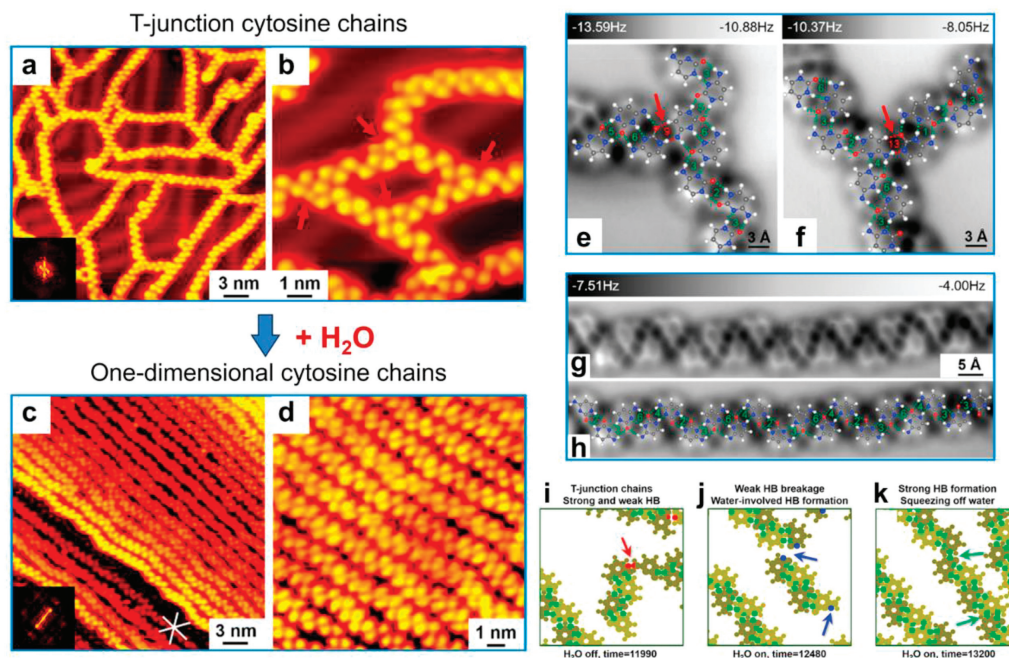 T-junction cytosine chains
a
b
3 nm
1 nm
+ H₂O
One-dimensional cytosine chains
c
d
3 nm
1 nm
-13.59Hz
-10.88Hz
-10.37Hz
-8.05Hz
e
3 Å
f
3 Å
-7.51Hz
-4.00Hz
g
5 Å
h
i
T-junction chains
Strong and weak HB
H₂O off, time=11990
j
Weak HB breakage
Water-involved HB formation
H₂O on, time=12480
k
Strong HB formation
Squeezing off water
H₂O on, time=13200